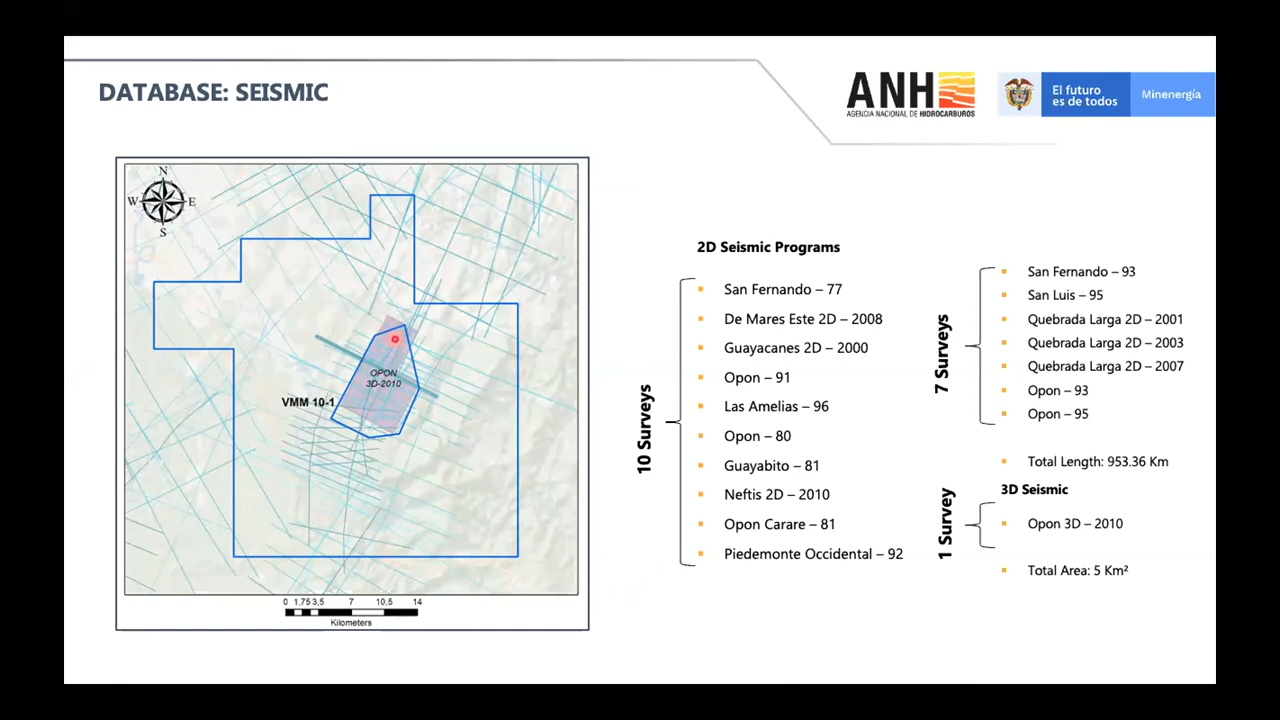 DATABASE: SEISMIC
ANH
AGENCIA NACIONAL DE HIDROCARBUROS
El futuro
es de todos
Minenergía
N
W
E
S
OPON
3D-2010
VMM 10-1
0 1,75 3,5 7 10,5 14
Kilometers
2D Seismic Programs
10 Surveys
San Fernando – 77
De Mares Este 2D – 2008
Guayacanes 2D – 2000
Opon – 91
Las Amelias – 96
Opon – 80
Guayabito – 81
Neftis 2D – 2010
Opon Carare – 81
Piedemonte Occidental – 92
7 Surveys
San Fernando – 93
San Luis – 95
Quebrada Larga 2D – 2001
Quebrada Larga 2D – 2003
Quebrada Larga 2D – 2007
Opon – 93
Opon – 95
Total Length: 953.36 Km
3D Seismic
1 Survey
Opon 3D – 2010
Total Area: 5 Km²